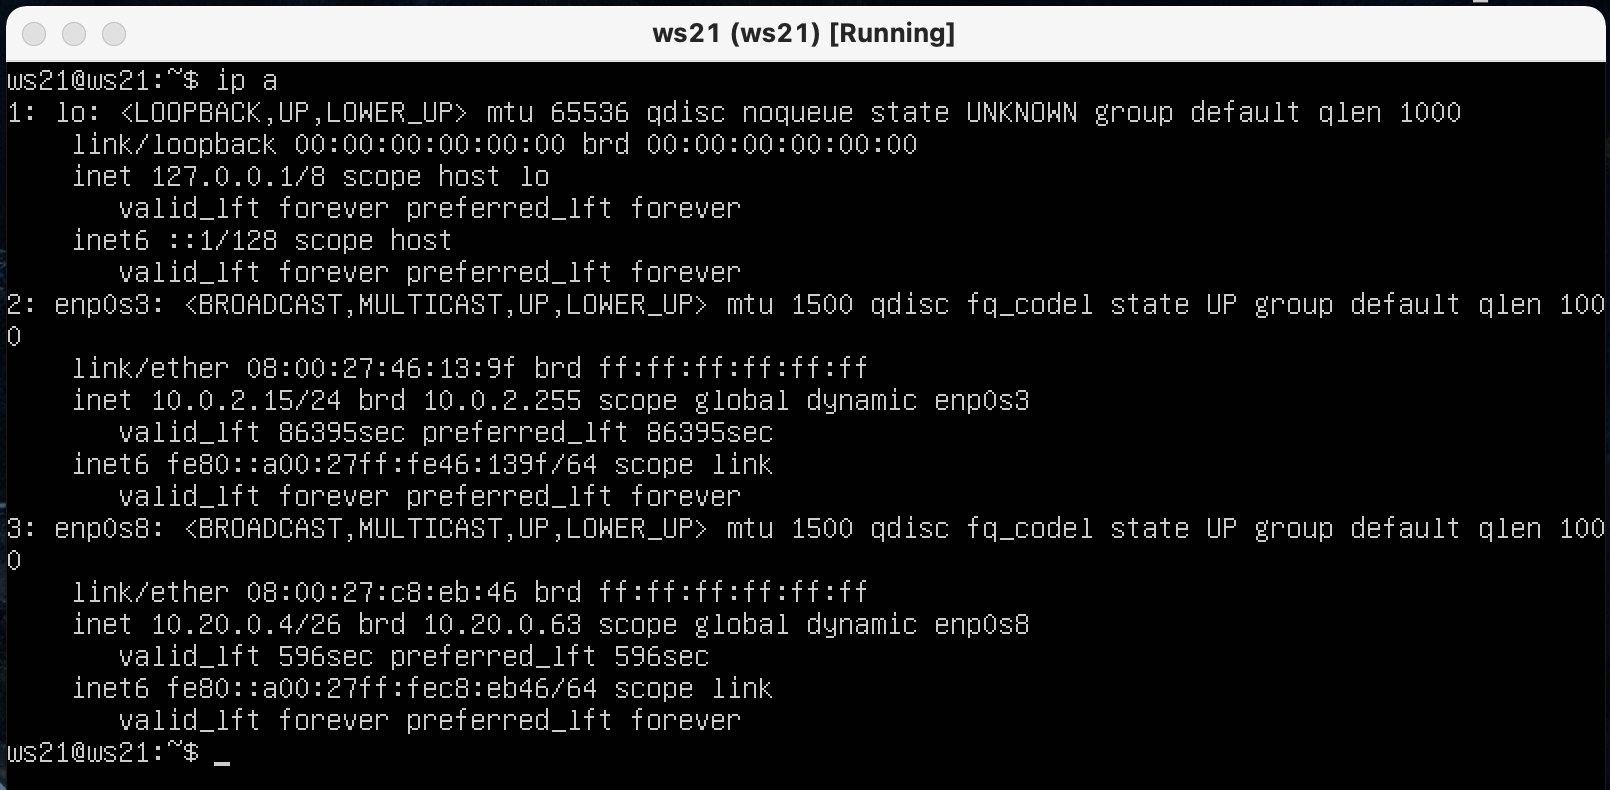 ws21 (ws21) [Running]
ws21@ws21:~$ ip a
1: lo: <LOOPBACK,UP,LOWER_UP> mtu 65536 qdisc noqueue state UNKNOWN group default qlen 1000
    link/loopback 00:00:00:00:00:00 brd 00:00:00:00:00:00
    inet 127.0.0.1/8 scope host lo
       valid_lft forever preferred_lft forever
    inet6 ::1/128 scope host
       valid_lft forever preferred_lft forever
2: enp0s3: <BROADCAST,MULTICAST,UP,LOWER_UP> mtu 1500 qdisc fq_codel state UP group default qlen 100
0
    link/ether 08:00:27:46:13:9f brd ff:ff:ff:ff:ff:ff
    inet 10.0.2.15/24 brd 10.0.2.255 scope global dynamic enp0s3
       valid_lft 86395sec preferred_lft 86395sec
    inet6 fe80::a00:27ff:fe46:139f/64 scope link
       valid_lft forever preferred_lft forever
3: enp0s8: <BROADCAST,MULTICAST,UP,LOWER_UP> mtu 1500 qdisc fq_codel state UP group default qlen 100
0
    link/ether 08:00:27:c8:eb:46 brd ff:ff:ff:ff:ff:ff
    inet 10.20.0.4/26 brd 10.20.0.63 scope global dynamic enp0s8
       valid_lft 596sec preferred_lft 596sec
    inet6 fe80::a00:27ff:fec8:eb46/64 scope link
       valid_lft forever preferred_lft forever
ws21@ws21:~$ _